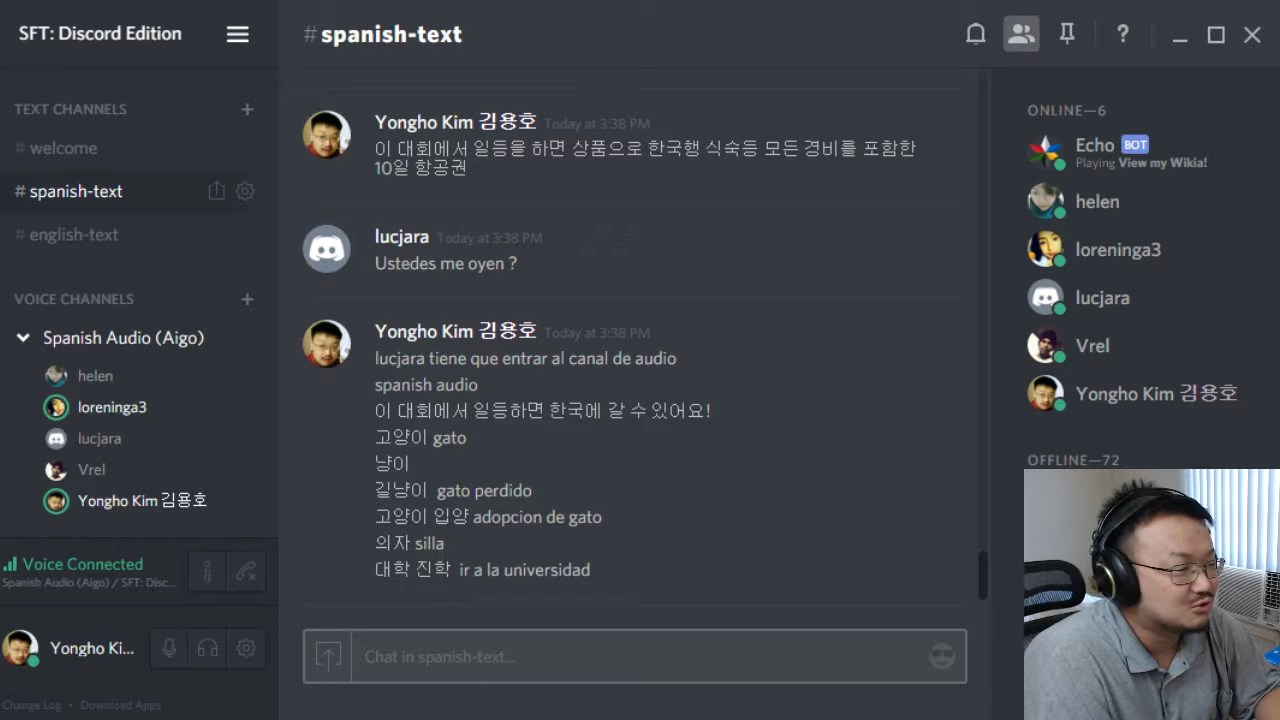 SFT: Discord Edition
TEXT CHANNELS
# welcome
# spanish-text
# english-text
VOICE CHANNELS
Spanish Audio (Aigo)
helen
loreninga3
lucjara
Vrel
Yongho Kim 김용호
Voice Connected
Spanish Audio (Aigo) / SFT: Disc...
Yongho Ki...
Change Log • Download Apps
# spanish-text
Yongho Kim 김용호 Today at 3:38 PM
이 대회에서 일등을 하면 상품으로 한국행 식숙등 모든 경비를 포함한
10일 항공권
lucjara Today at 3:38 PM
Ustedes me oyen ?
Yongho Kim 김용호 Today at 3:38 PM
lucjara tiene que entrar al canal de audio
spanish audio
이 대회에서 일등하면 한국에 갈 수 있어요!
고양이 gato
냥이
길냥이 gato perdido
고양이 입양 adopcion de gato
의자 silla
대학 진학 ir a la universidad
Chat in spanish-text...
ONLINE—6
Echo BOT
Playing View my Wikia!
helen
loreninga3
lucjara
Vrel
Yongho Kim 김용호
OFFLINE—72